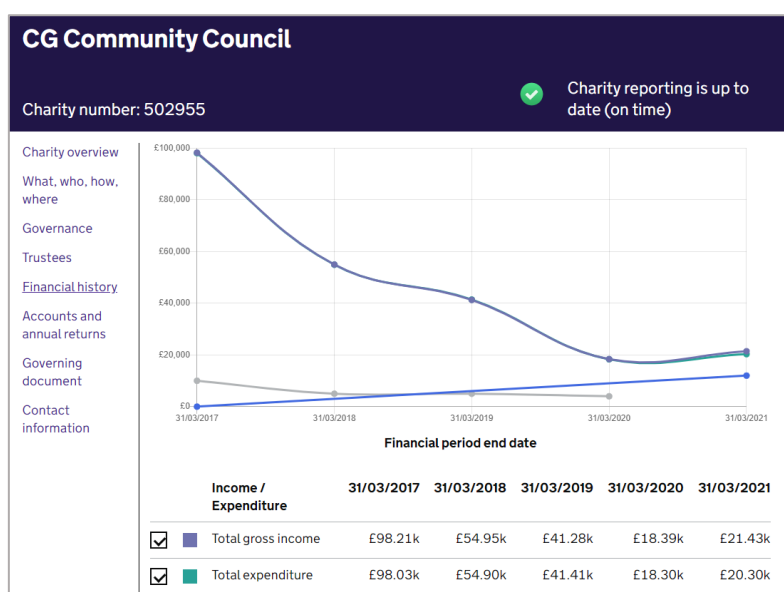 CG Community Council
Charity number: 502955
Charity reporting is up to
date (on time)
Charity overview
What, who, how,
where
Governance
Trustees
Financial history
Accounts and
annual returns
Governing
document
Contact
information
£100,000
£80,000
£60,000
£40,000
£20,000
£0
31/03/2017 31/03/2018 31/03/2019 31/03/2020 31/03/2021
Financial period end date
Income / 31/03/2017 31/03/2018 31/03/2019 31/03/2020 31/03/2021
Expenditure
Total gross income £98.21k £54.95k £41.28k £18.39k £21.43k
Total expenditure £98.03k £54.90k £41.41k £18.30k £20.30k